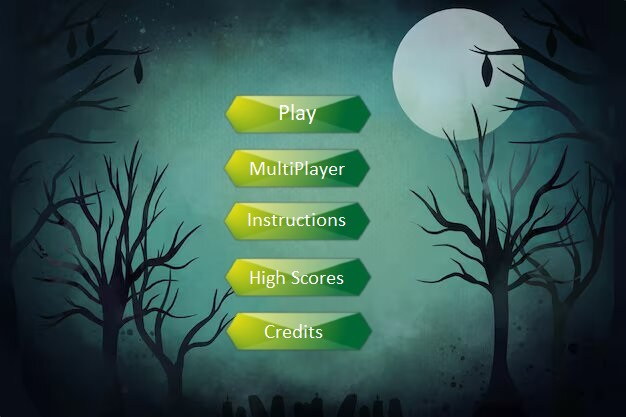 Play
MultiPlayer
Instructions
High Scores
Credits